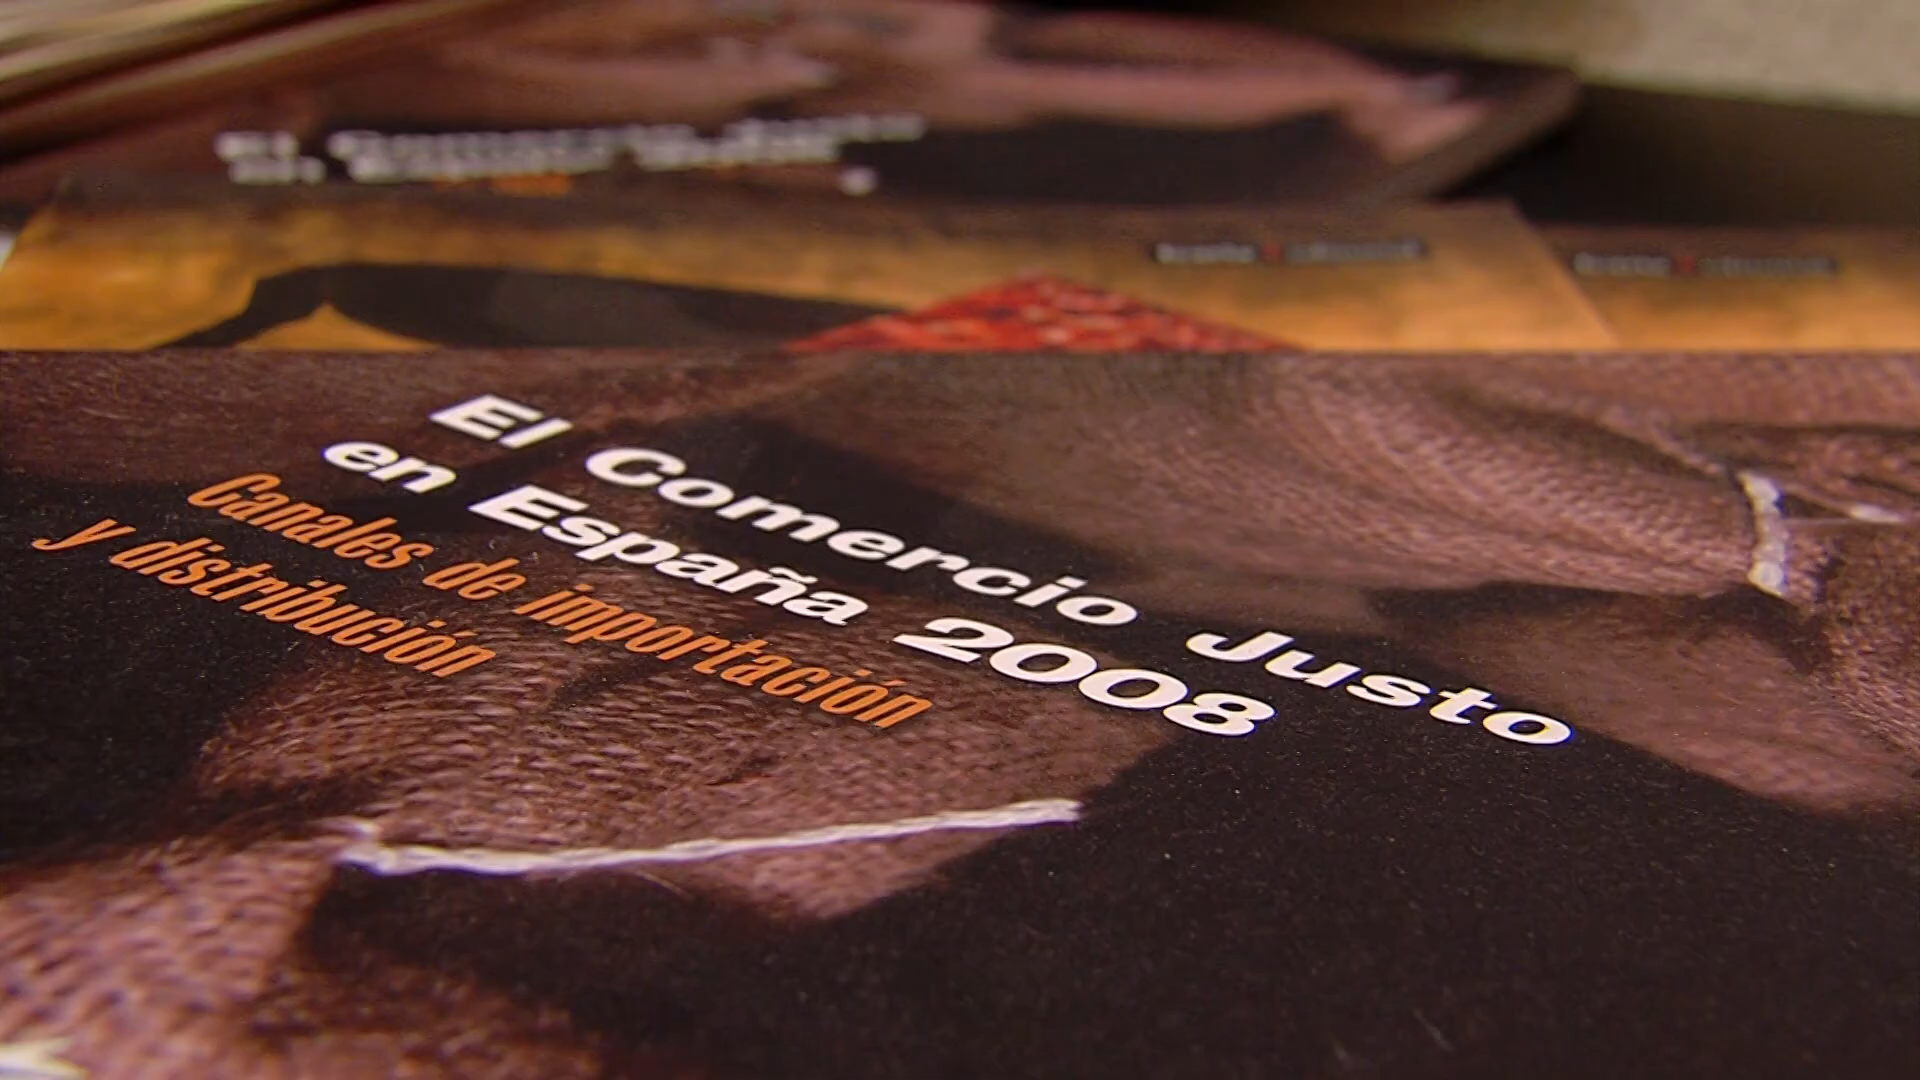 El Comercio Justo
en España 2008
Canales de importación
y distribución